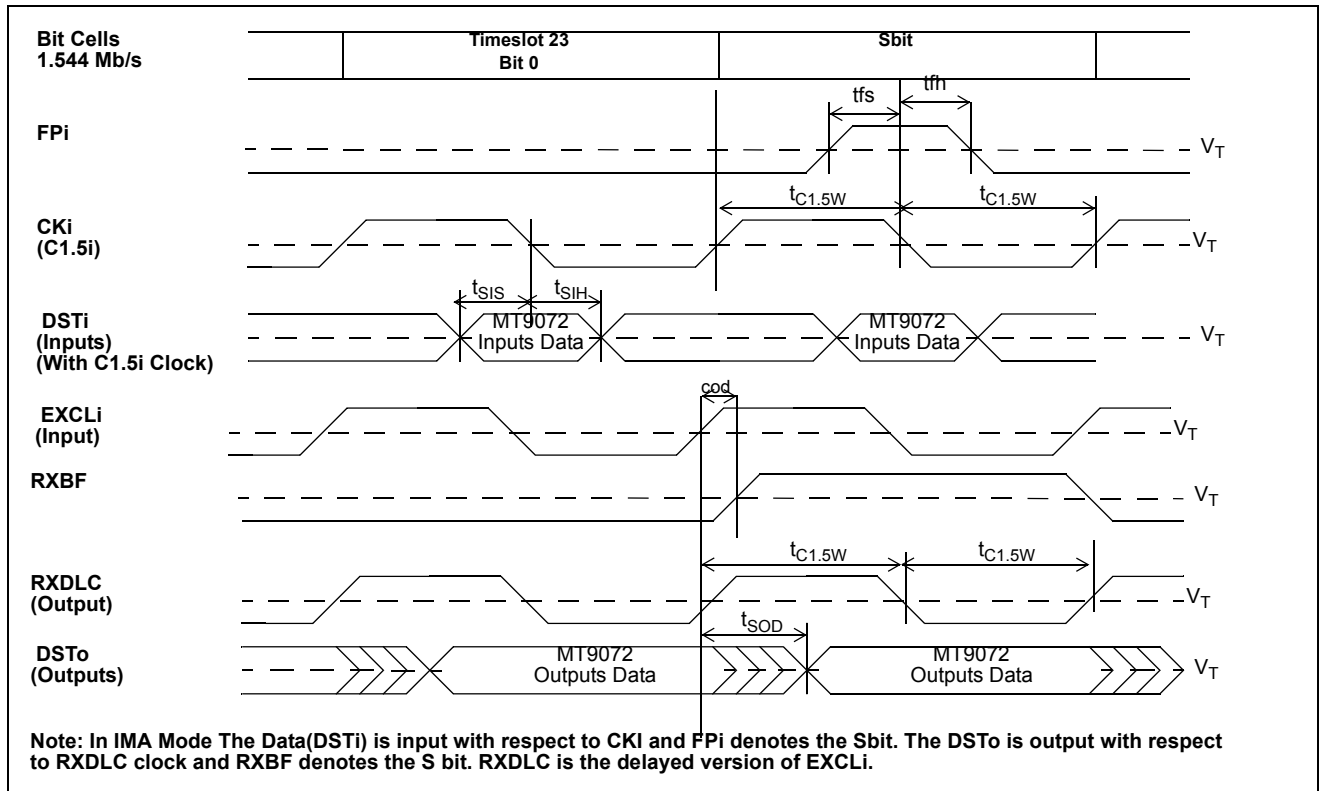 Bit Cells
1.544 Mb/s
Timeslot 23
Bit 0
Sbit
tfs
tfh
FPi
VT
tC1.5W
tC1.5W
CKi
(C1.5i)
VT
tSIS
tSIH
DSTi
(Inputs)
(With C1.5i Clock)
MT9072
Inputs Data
MT9072
Inputs Data
VT
cod
EXCLi
(Input)
VT
RXBF
VT
tC1.5W
tC1.5W
RXDLC
(Output)
VT
tSOD
DSTo
(Outputs)
MT9072
Outputs Data
MT9072
Outputs Data
VT
Note: In IMA Mode The Data(DSTi) is input with respect to CKI and FPi denotes the Sbit. The DSTo is output with respect
to RXDLC clock and RXBF denotes the S bit. RXDLC is the delayed version of EXCLi.